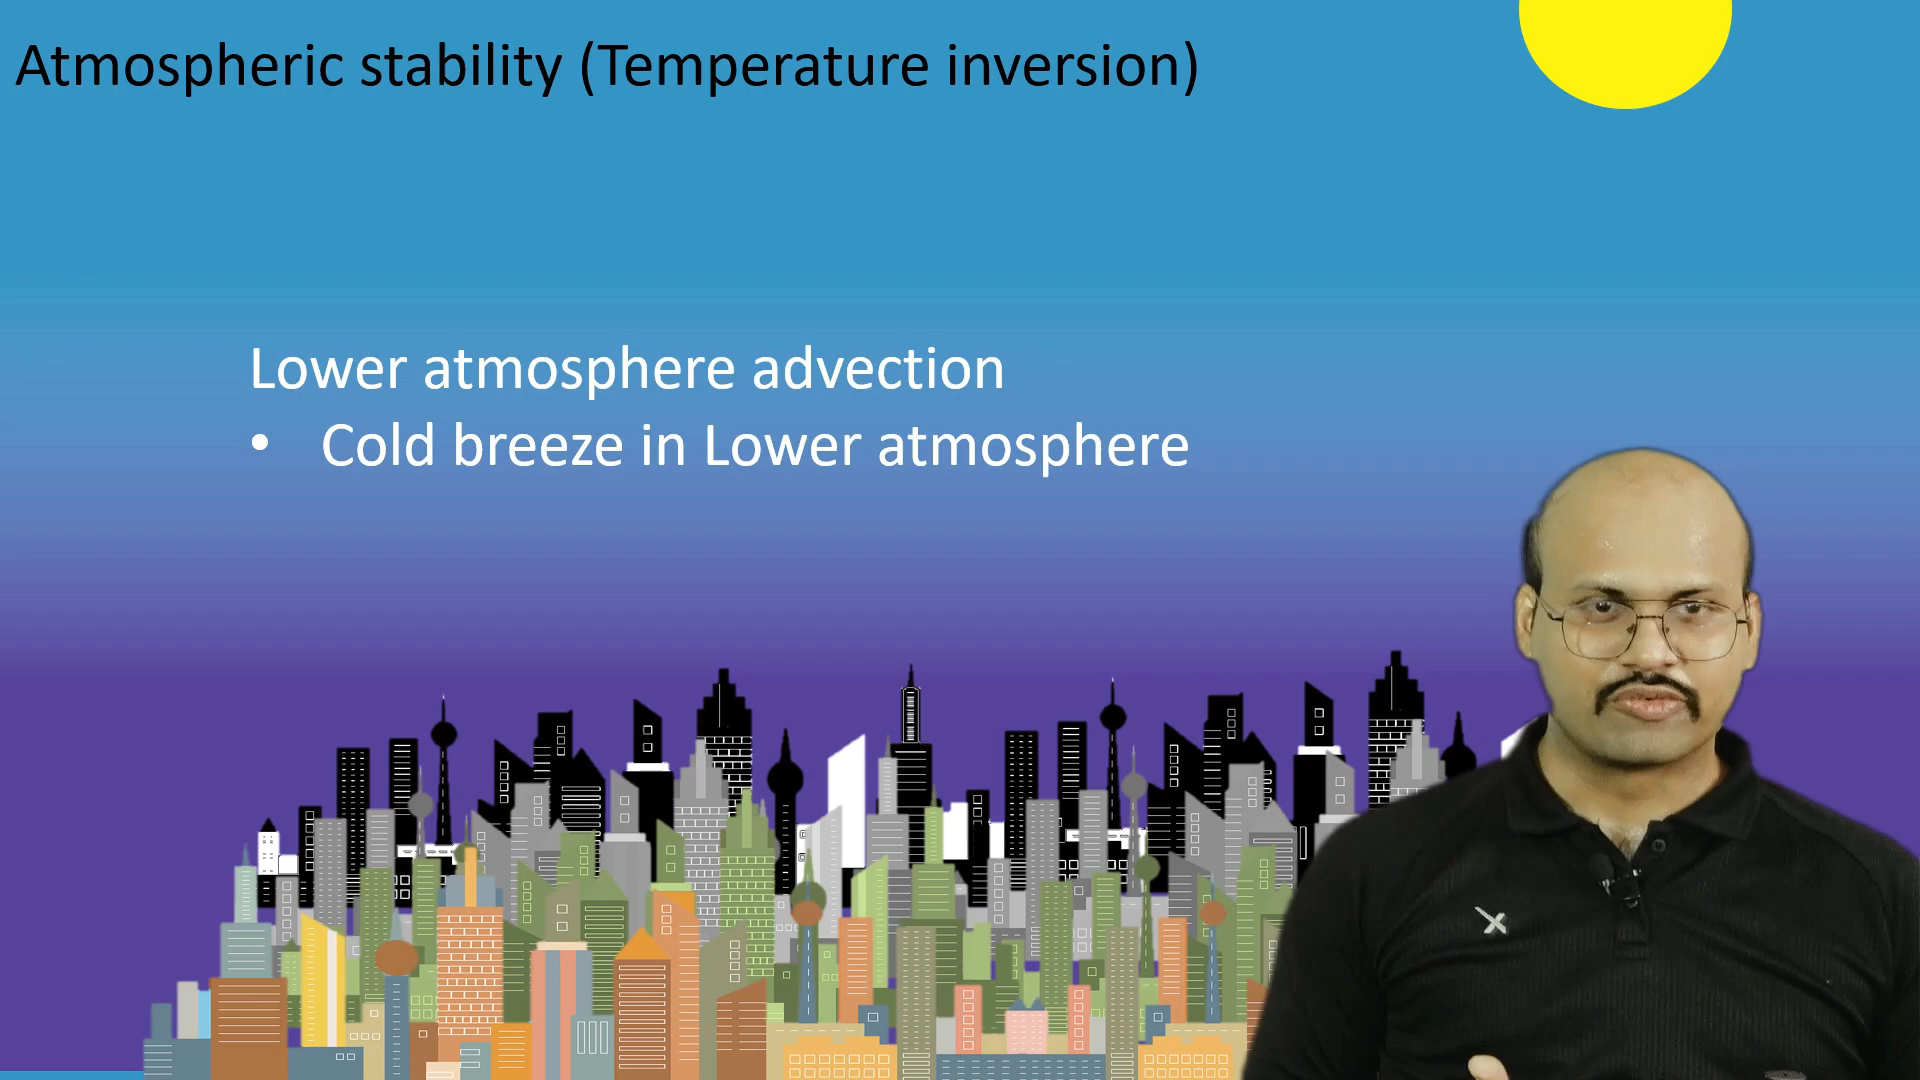 Atmospheric stability (Temperature inversion)
Lower atmosphere advection
• Cold breeze in Lower atmosphere